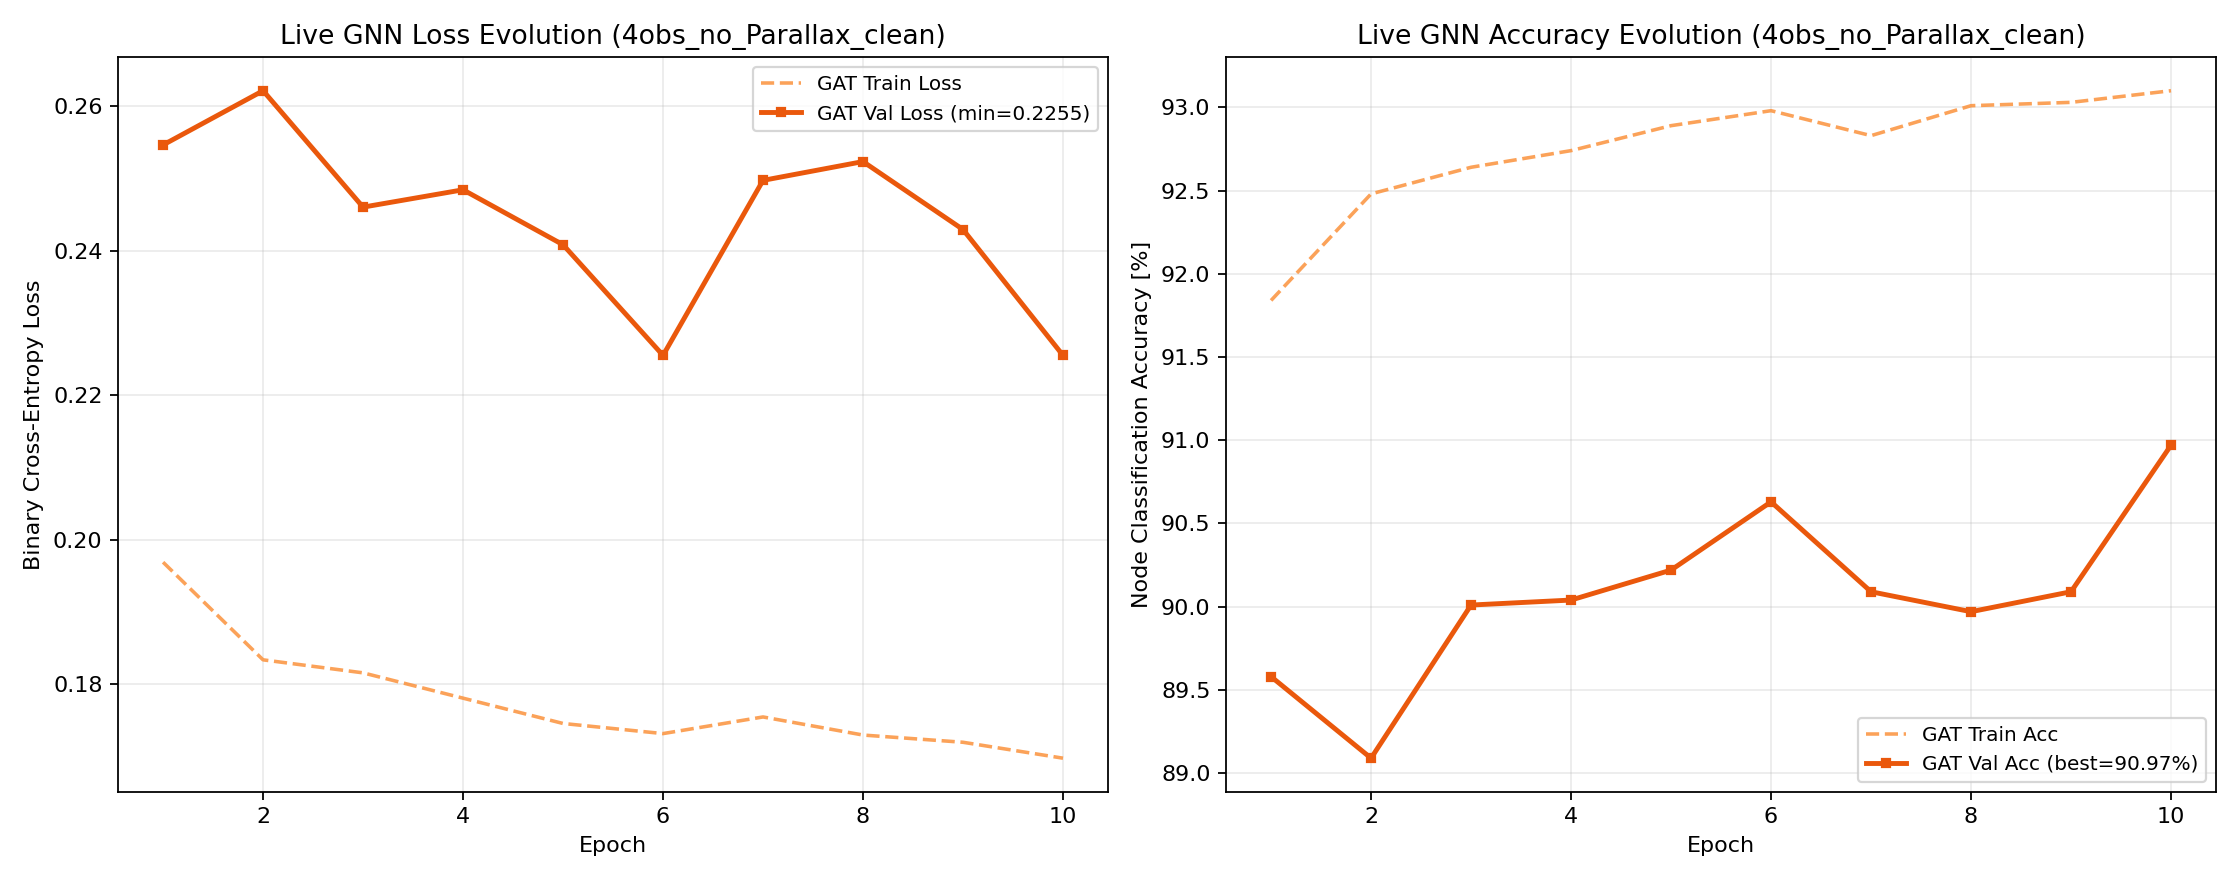 Live GNN Loss Evolution (4obs_no_Parallax_clean)
GAT Train Loss
GAT Val Loss (min=0.2255)
Binary Cross-Entropy Loss
0.26
0.24
0.22
0.20
0.18
2 4 6 8 10
Epoch
Live GNN Accuracy Evolution (4obs_no_Parallax_clean)
Node Classification Accuracy [%]
93.0
92.5
92.0
91.5
91.0
90.5
90.0
89.5
89.0
GAT Train Acc
GAT Val Acc (best=90.97%)
2 4 6 8 10
Epoch